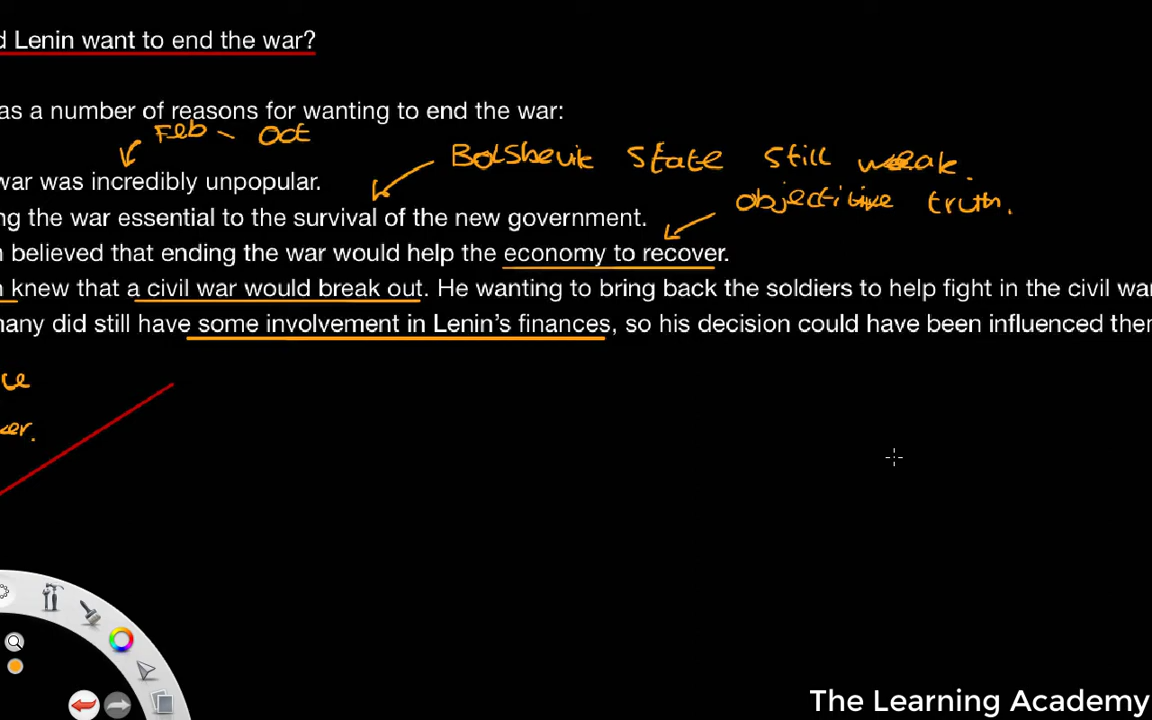 d Lenin want to end the war?
as a number of reasons for wanting to end the war:
Feb - Oct
Bolshevik State still weak.
war was incredibly unpopular.
objective truth.
ng the war essential to the survival of the new government.
n believed that ending the war would help the economy to recover.
n knew that a civil war would break out. He wanting to bring back the soldiers to help fight in the civil war
many did still have some involvement in Lenin's finances, so his decision could have been influenced ther
The Learning Academy